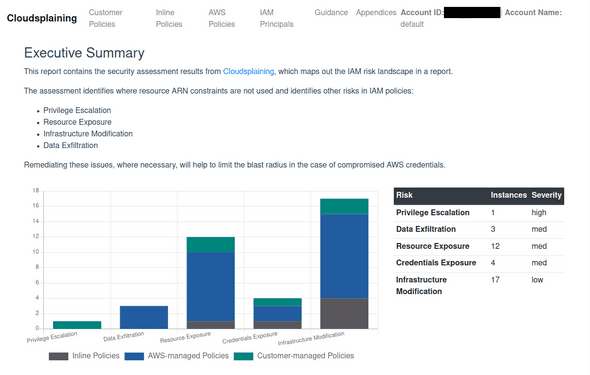 Cloudsplaining
Customer Policies
Inline Policies
AWS Policies
IAM Principals
Guidance
Appendices
Account ID:
Account Name:
default
Executive Summary
This report contains the security assessment results from Cloudsplaining, which maps out the IAM risk landscape in a report.
The assessment identifies where resource ARN constraints are not used and identifies other risks in IAM policies:
• Privilege Escalation
• Resource Exposure
• Infrastructure Modification
• Data Exfiltration
Remediating these issues, where necessary, will help to limit the blast radius in the case of compromised AWS credentials.
18
16
14
12
10
8
6
4
2
0
Privilege Escalation
Data Exfiltration
Resource Exposure
Credentials Exposure
Infrastructure Modification
Inline Policies
AWS-managed Policies
Customer-managed Policies
Risk Instances Severity
Privilege Escalation 1 high
Data Exfiltration 3 med
Resource Exposure 12 med
Credentials Exposure 4 med
Infrastructure 17 low
Modification